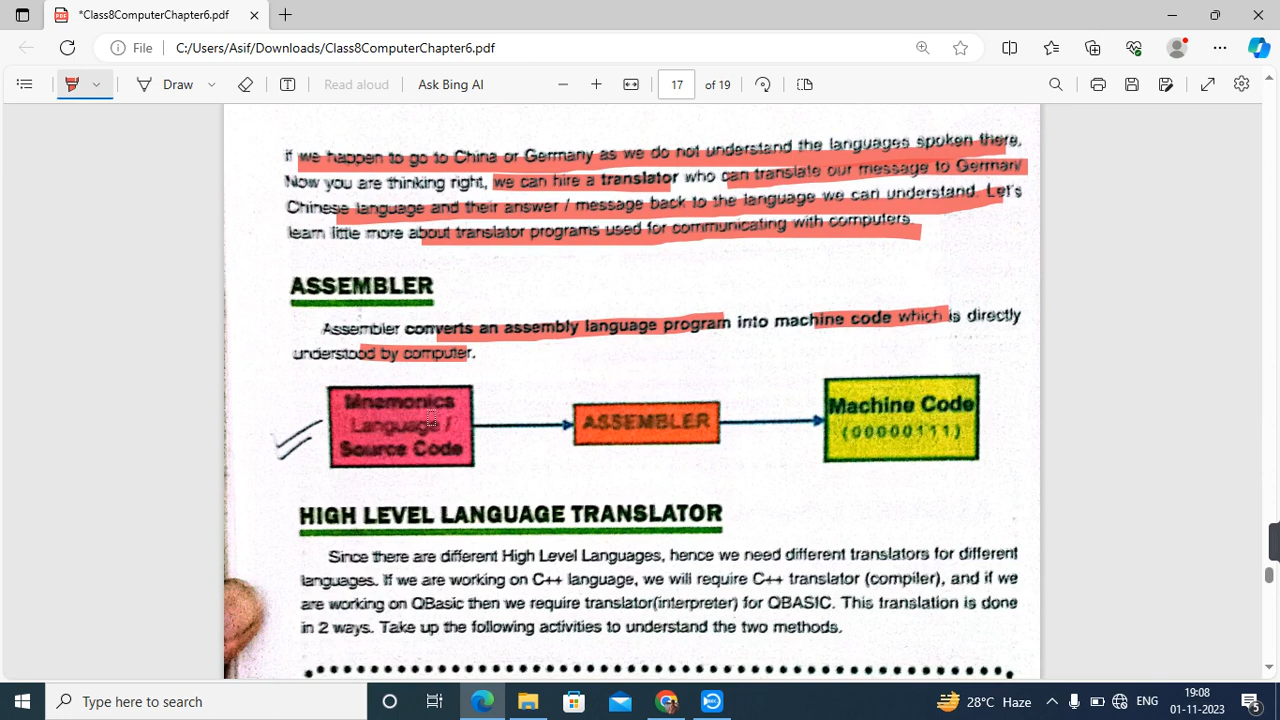 *Class8ComputerChapter6.pdf
File
C:/Users/Asif/Downloads/Class8ComputerChapter6.pdf
Draw
Read aloud
Ask Bing AI
17
of 19
if we happen to go to China or Germany as we do not understand the languages spoken there.
Now you are thinking right, we can hire a translator who can translate our message to German/
Chinese language and their answer / message back to the language we can understand. Let's
learn little more about translator programs used for communicating with computers.
ASSEMBLER
Assembler converts an assembly language program into machine code which is directly
understood by computer.
Mnemonics
Language /
Source Code
ASSEMBLER
Machine Code
(00000111)
HIGH LEVEL LANGUAGE TRANSLATOR
Since there are different High Level Languages, hence we need different translators for different
languages. If we are working on C++ language, we will require C++ translator (compiler), and if we
are working on QBasic then we require translator(interpreter) for QBASIC. This translation is done
in 2 ways. Take up the following activities to understand the two methods.
Type here to search
28°C Haze
ENG
19:08
01-11-2023
5